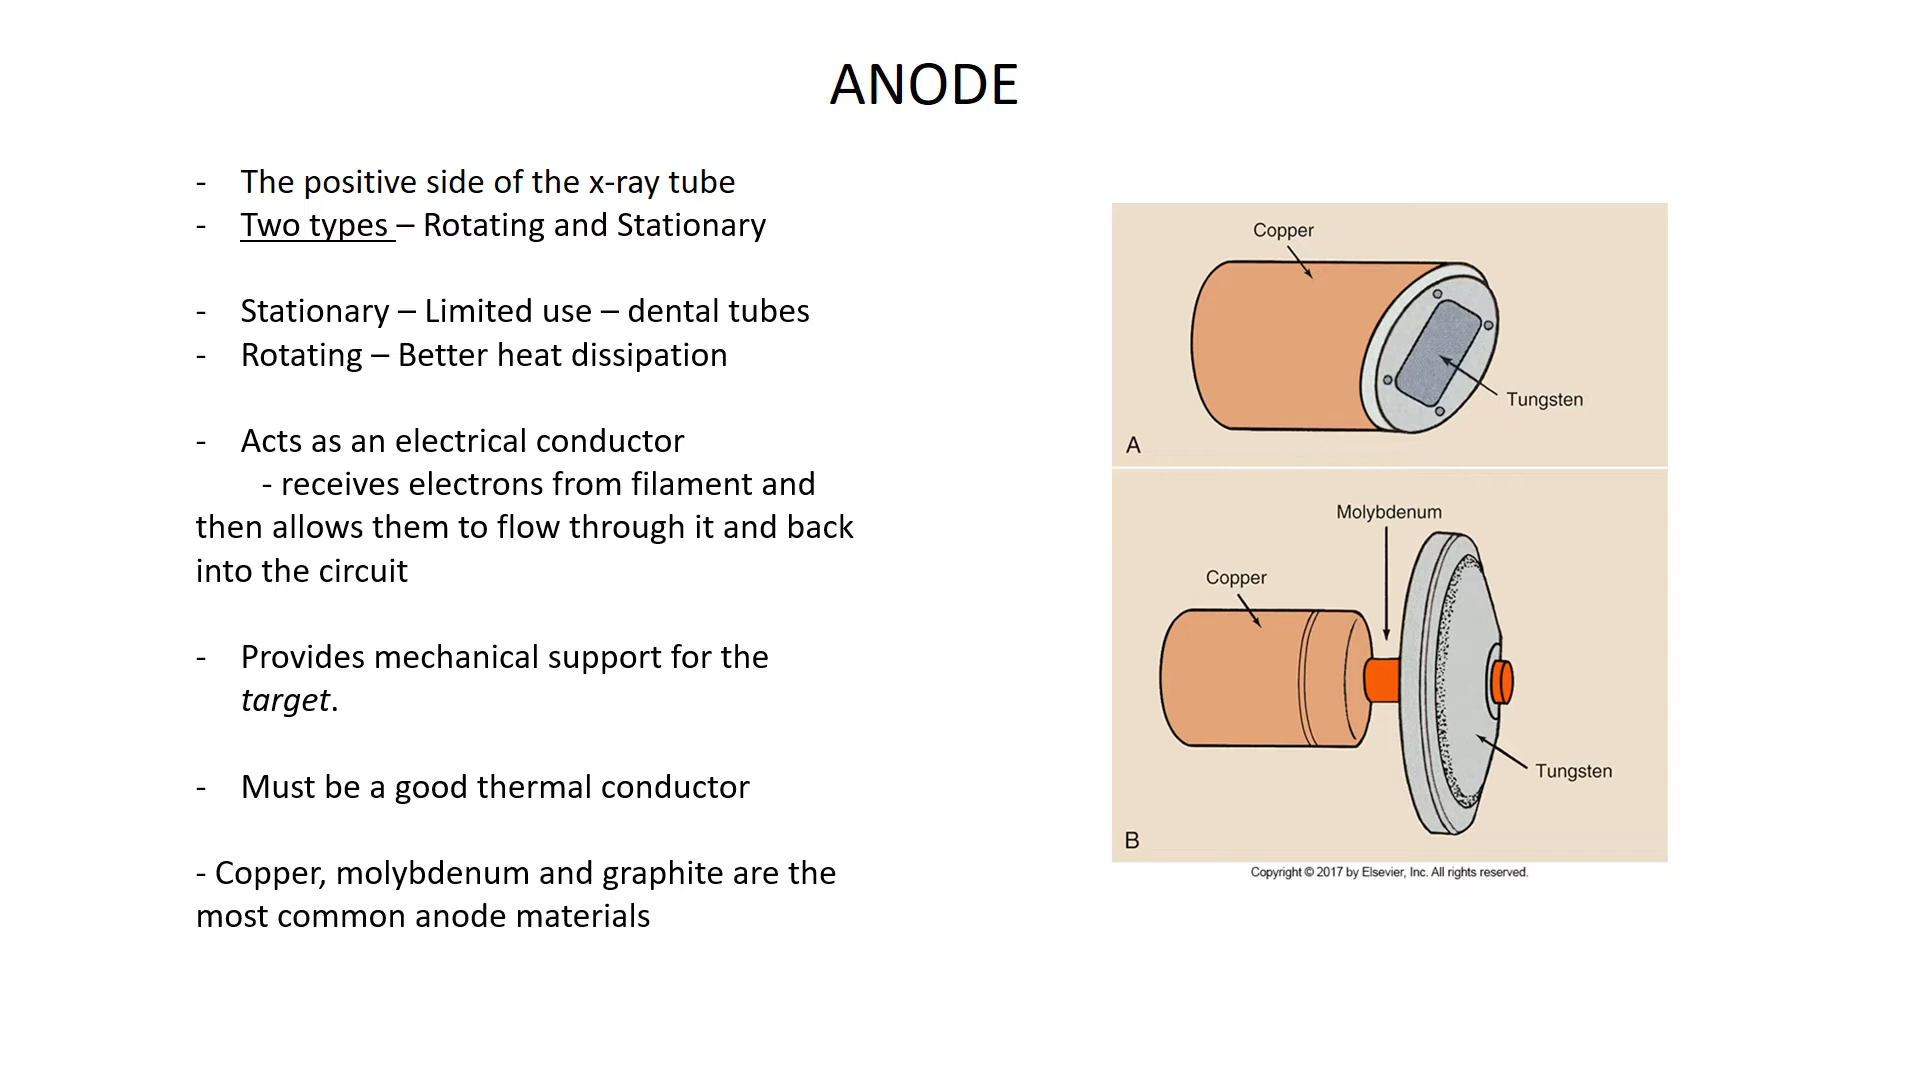 ANODE
- The positive side of the x-ray tube
- Two types – Rotating and Stationary
- Stationary – Limited use – dental tubes
- Rotating – Better heat dissipation
- Acts as an electrical conductor
- receives electrons from filament and
then allows them to flow through it and back
into the circuit
- Provides mechanical support for the
target.
- Must be a good thermal conductor
- Copper, molybdenum and graphite are the
most common anode materials
Copper
Tungsten
A
Molybdenum
Copper
Tungsten
B
Copyright © 2017 by Elsevier, Inc. All rights reserved.